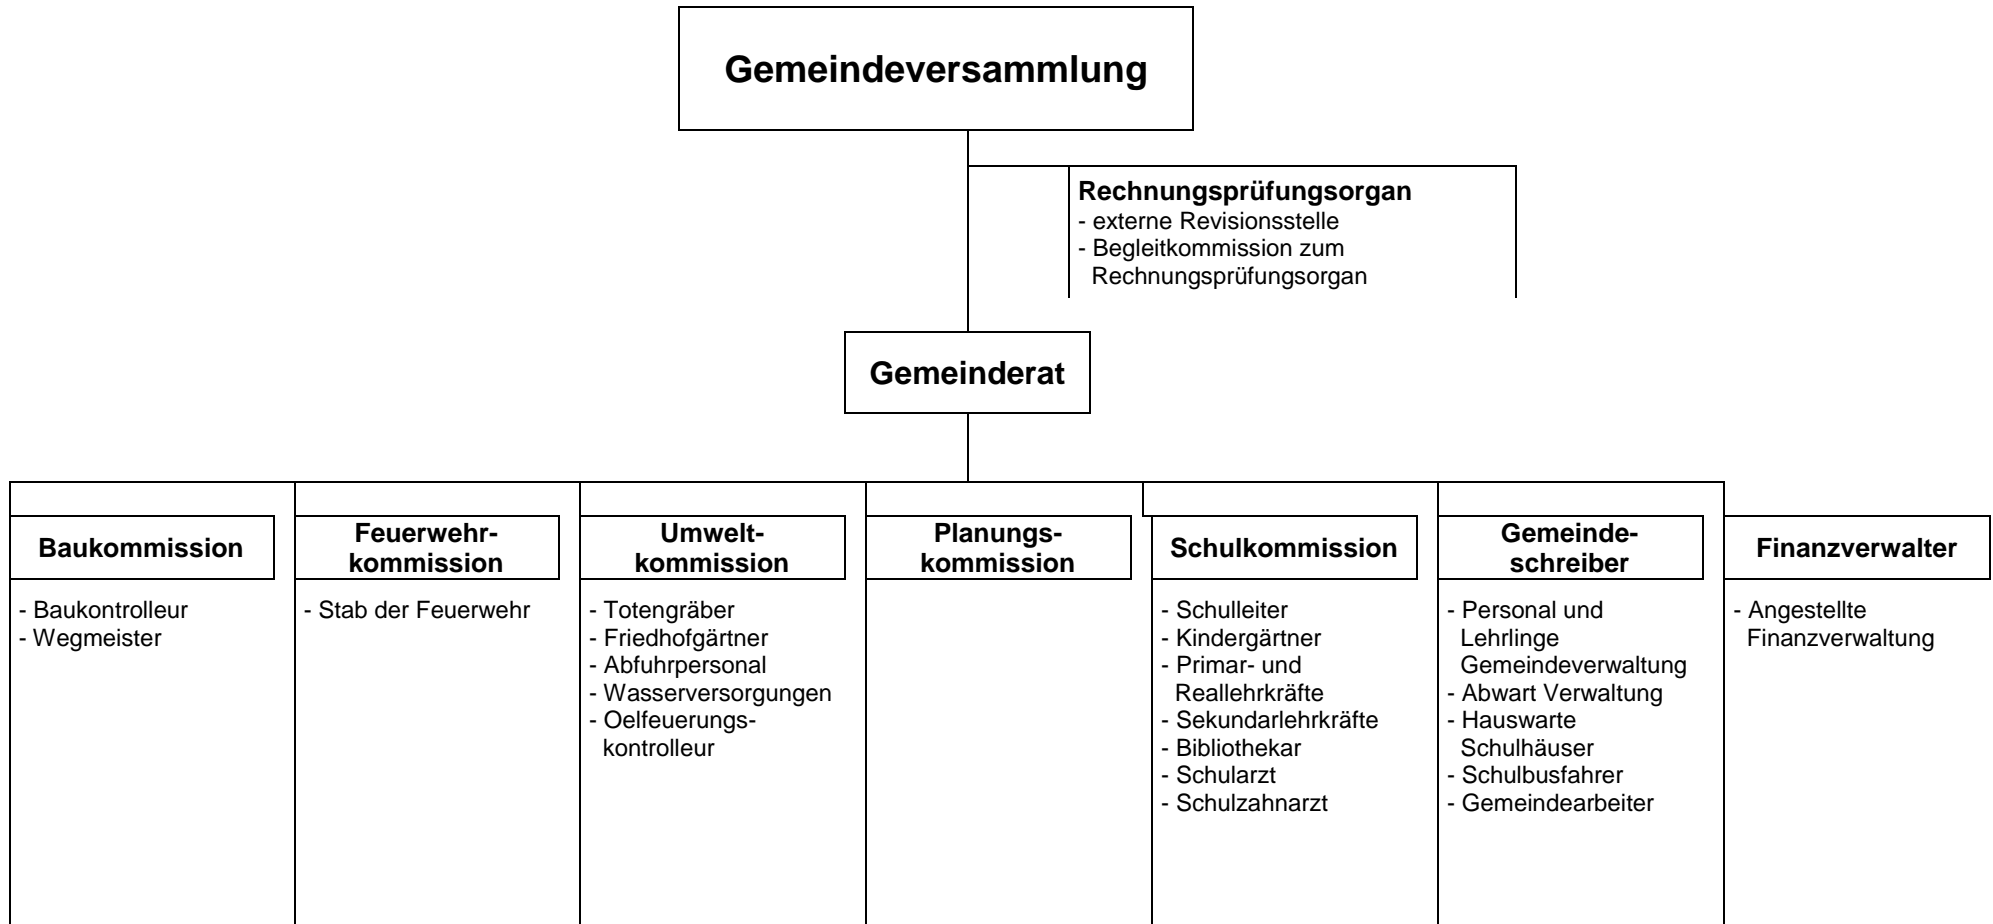 Gemeindeversammlung
Rechnungsprüfungsorgan
- externe Revisionsstelle
- Begleitkommission zum
Rechnungsprüfungsorgan
Gemeinderat
Baukommission
- Baukontrolleur
- Wegmeister
Feuerwehr-
kommission
- Stab der Feuerwehr
Umwelt-
kommission
- Totengräber
- Friedhofgärtner
- Abfuhrpersonal
- Wasserversorgungen
- Oelfeuerungs-
kontrolleur
Planungs-
kommission
Schulkommission
- Schulleiter
- Kindergärtner
- Primar- und
Reallehrkräfte
- Sekundarlehrkräfte
- Bibliothekar
- Schularzt
- Schulzahnarzt
Gemeinde-
schreiber
- Personal und
Lehrlinge
Gemeindeverwaltung
- Abwart Verwaltung
- Hauswarte
Schulhäuser
- Schulbusfahrer
- Gemeindearbeiter
Finanzverwalter
- Angestellte
Finanzverwaltung